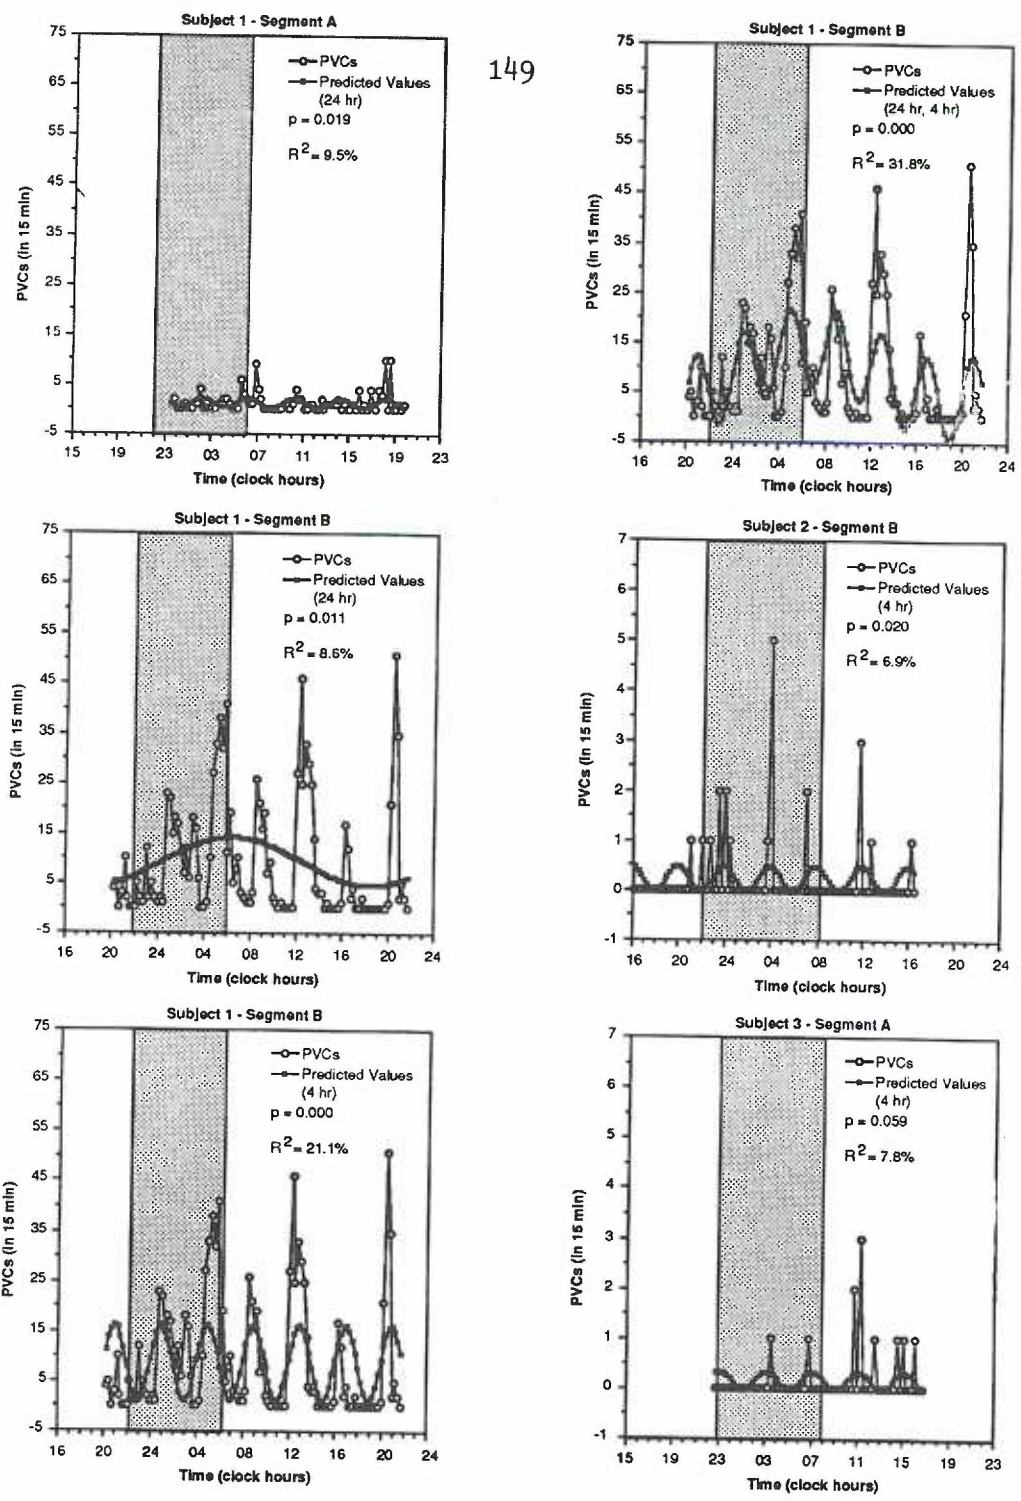 149
Subject 1 - Segment A
75
65
55
45
35
25
15
5
-5
PVCs (in 15 min)
PVCs
Predicted Values
(24 hr)
p = 0.019
R2= 9.5%
15 19 23 03 07 11 15 19 23
Time (clock hours)
Subject 1 - Segment B
75
65
55
45
35
25
15
5
-5
PVCs (in 15 min)
PVCs
Predicted Values
(24 hr, 4 hr)
p = 0.000
R2= 31.8%
16 20 24 04 08 12 16 20 24
Time (clock hours)
Subject 1 - Segment B
75
65
55
45
35
25
15
5
-5
PVCs (in 15 min)
PVCs
Predicted Values
(24 hr)
p = 0.011
R2= 8.6%
16 20 24 04 08 12 16 20 24
Time (clock hours)
Subject 2 - Segment B
7
6
5
4
3
2
1
0
-1
PVCs (in 15 min)
PVCs
Predicted Values
(4 hr)
p = 0.020
R2= 6.9%
16 20 24 04 08 12 16 20 24
Time (clock hours)
Subject 1 - Segment B
75
65
55
45
35
25
15
5
-5
PVCs (in 15 min)
PVCs
Predicted Values
(4 hr)
p = 0.000
R2= 21.1%
16 20 24 04 08 12 16 20 24
Time (clock hours)
Subject 3 - Segment A
7
6
5
4
3
2
1
0
-1
PVCs (in 15 min)
PVCs
Predicted Values
(4 hr)
p = 0.059
R2= 7.8%
15 19 23 03 07 11 15 19 23
Time (clock hours)